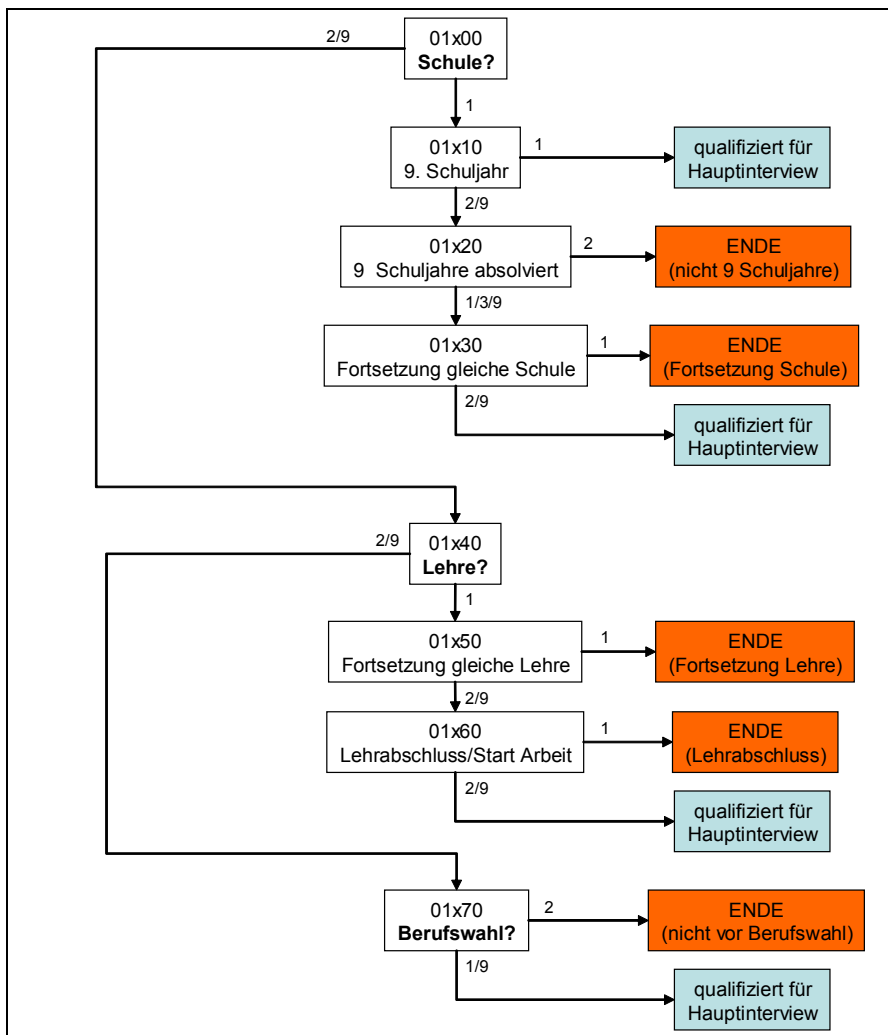 2/9
01x00
Schule?
1
01x10
9. Schuljahr
1
qualifiziert für
Hauptinterview
2/9
01x20
9  Schuljahre absolviert
2
ENDE
(nicht 9 Schuljahre)
1/3/9
01x30
Fortsetzung gleiche Schule
1
ENDE
(Fortsetzung Schule)
2/9
qualifiziert für
Hauptinterview
2/9
01x40
Lehre?
1
01x50
Fortsetzung gleiche Lehre
1
ENDE
(Fortsetzung Lehre)
2/9
01x60
Lehrabschluss/Start Arbeit
1
ENDE
(Lehrabschluss)
2/9
qualifiziert für
Hauptinterview
01x70
Berufswahl?
2
ENDE
(nicht vor Berufswahl)
1/9
qualifiziert für
Hauptinterview